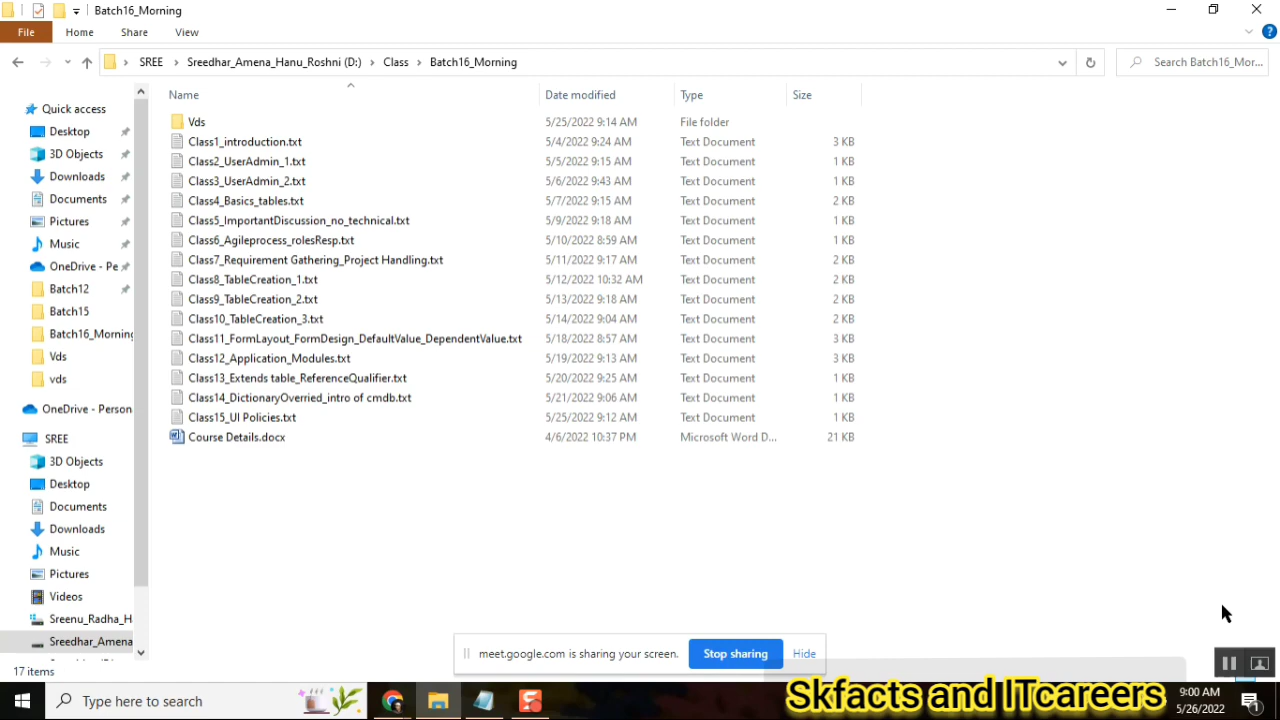 Batch16_Morning
File Home Share View
SREE Sreedhar_Amena_Hanu_Roshni (D:) Class Batch16_Morning Search Batch16_Mor...
Name Date modified Type Size
Quick access
Desktop
3D Objects
Downloads
Documents
Pictures
Music
OneDrive - Pe
Batch12
Batch15
Batch16_Morning
Vds
vds
OneDrive - Person
SREE
3D Objects
Desktop
Documents
Downloads
Music
Pictures
Videos
Sreenu_Radha_H
Sreedhar_Amena
Vds 5/25/2022 9:14 AM File folder
Class1_introduction.txt 5/4/2022 9:24 AM Text Document 3 KB
Class2_UserAdmin_1.txt 5/5/2022 9:15 AM Text Document 1 KB
Class3_UserAdmin_2.txt 5/6/2022 9:43 AM Text Document 1 KB
Class4_Basics_tables.txt 5/7/2022 9:15 AM Text Document 2 KB
Class5_ImportantDiscussion_no_technical.txt 5/9/2022 9:18 AM Text Document 1 KB
Class6_Agileprocess_rolesResp.txt 5/10/2022 8:59 AM Text Document 1 KB
Class7_Requirement Gathering_Project Handling.txt 5/11/2022 9:17 AM Text Document 2 KB
Class8_TableCreation_1.txt 5/12/2022 10:32 AM Text Document 2 KB
Class9_TableCreation_2.txt 5/13/2022 9:18 AM Text Document 2 KB
Class10_TableCreation_3.txt 5/14/2022 9:04 AM Text Document 2 KB
Class11_FormLayout_FormDesign_DefaultValue_DependentValue.txt 5/18/2022 8:57 AM Text Document 3 KB
Class12_Application_Modules.txt 5/19/2022 9:13 AM Text Document 3 KB
Class13_Extends table_ReferenceQualifier.txt 5/20/2022 9:25 AM Text Document 1 KB
Class14_DictionaryOverried_intro of cmdb.txt 5/21/2022 9:06 AM Text Document 1 KB
Class15_UI Policies.txt 5/25/2022 9:12 AM Text Document 1 KB
Course Details.docx 4/6/2022 10:37 PM Microsoft Word D... 21 KB
meet.google.com is sharing your screen. Stop sharing Hide
17 items
Type here to search
Skfacts and ITcareers
9:00 AM
5/26/2022
1